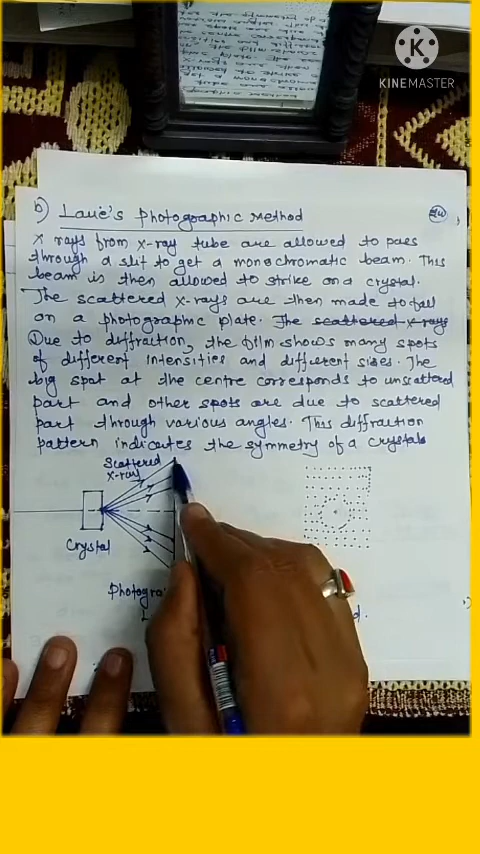 KINEMASTER
b) Laue's Photographic Method
24
X rays from X-ray tube are allowed to pass
through a slit to get a monochromatic beam. This
beam is then allowed to strike on a crystal.
The scattered X-rays are then made to fall
on a photographic plate. The scattered X-rays
Due to diffraction, the film shows many spots
of different intensities and different sizes. The
big spot at the centre corresponds to unscattered
part and other spots are due to scattered
part through various angles. This diffraction
pattern indicates the symmetry of a crystal
Scattered
X-ray
Crystal